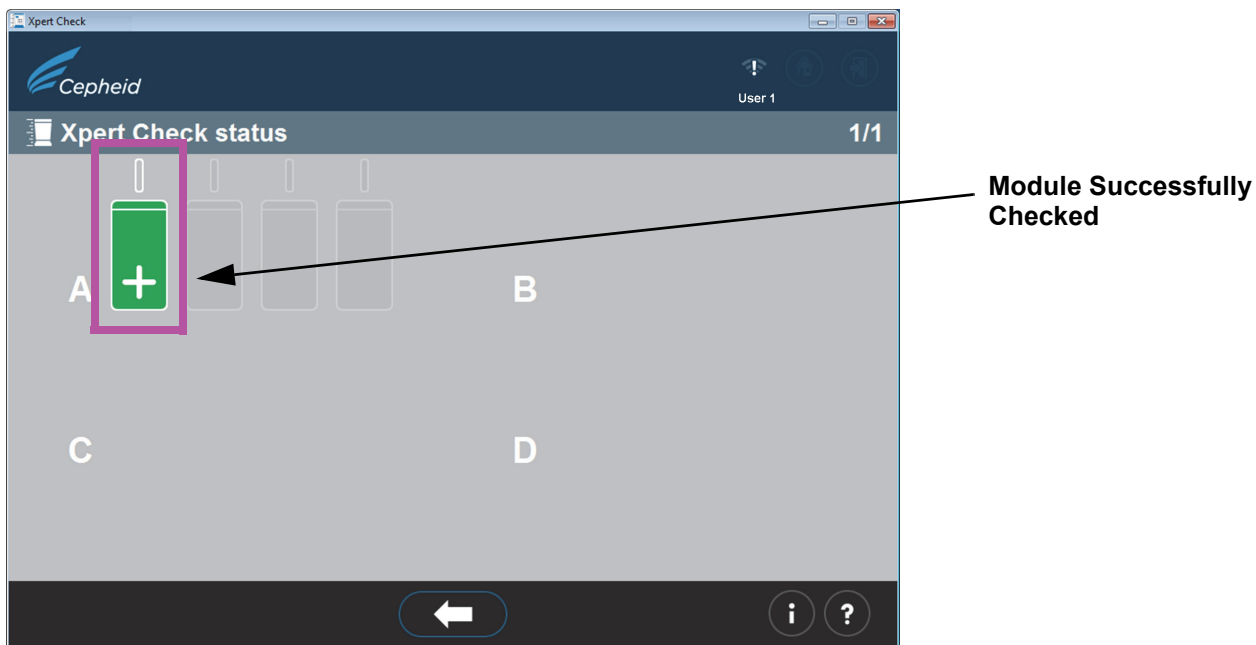 Xpert Check
Cepheid
User 1
Xpert Check status
1/1
Module Successfully
Checked
A
B
C
D
i
?